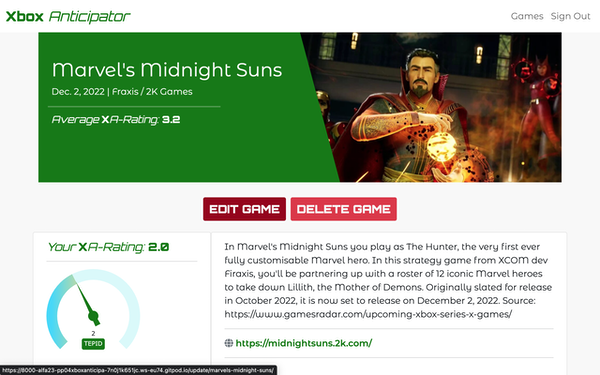 Xbox Anticipator
Games Sign Out
Marvel's Midnight Suns
Dec. 2, 2022 | Fraxis / 2K Games
Average XA-Rating: 3.2
EDIT GAME DELETE GAME
Your XA-Rating: 2.0
2
TEPID
In Marvel's Midnight Suns you play as The Hunter, the very first ever
fully customisable Marvel hero. In this strategy game from XCOM dev
Firaxis, you'll be partnering up with a roster of 12 iconic Marvel heroes
to take down Lillith, the Mother of Demons. Originally slated for release
in October 2022, it is now set to release on December 2, 2022. Source:
https://www.gamesradar.com/upcoming-xbox-series-x-games/
https://midnightsuns.2k.com/
https://8000-alfa23-pp04xboxanticipa-7n0j1k651jc.ws-eu74.gitpod.io/update/marvels-midnight-suns/